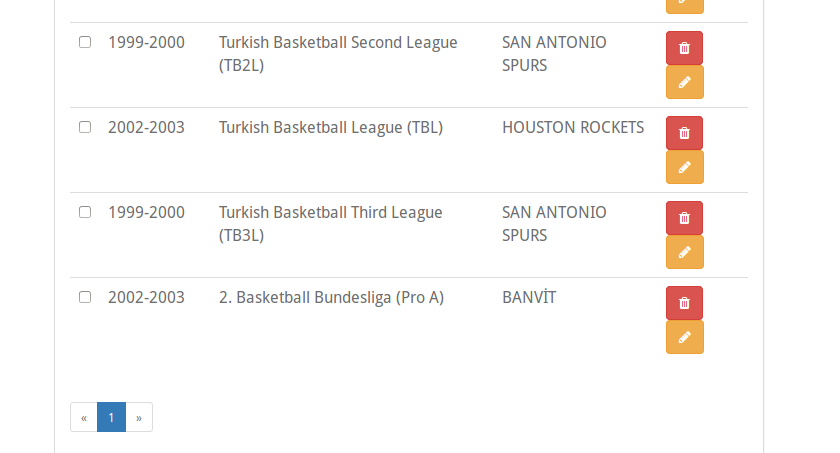 1999-2000 Turkish Basketball Second League SAN ANTONIO
(TB2L) SPURS
2002-2003 Turkish Basketball League (TBL) HOUSTON ROCKETS
1999-2000 Turkish Basketball Third League SAN ANTONIO
(TB3L) SPURS
2002-2003 2. Basketball Bundesliga (Pro A) BANVİT
« 1 »